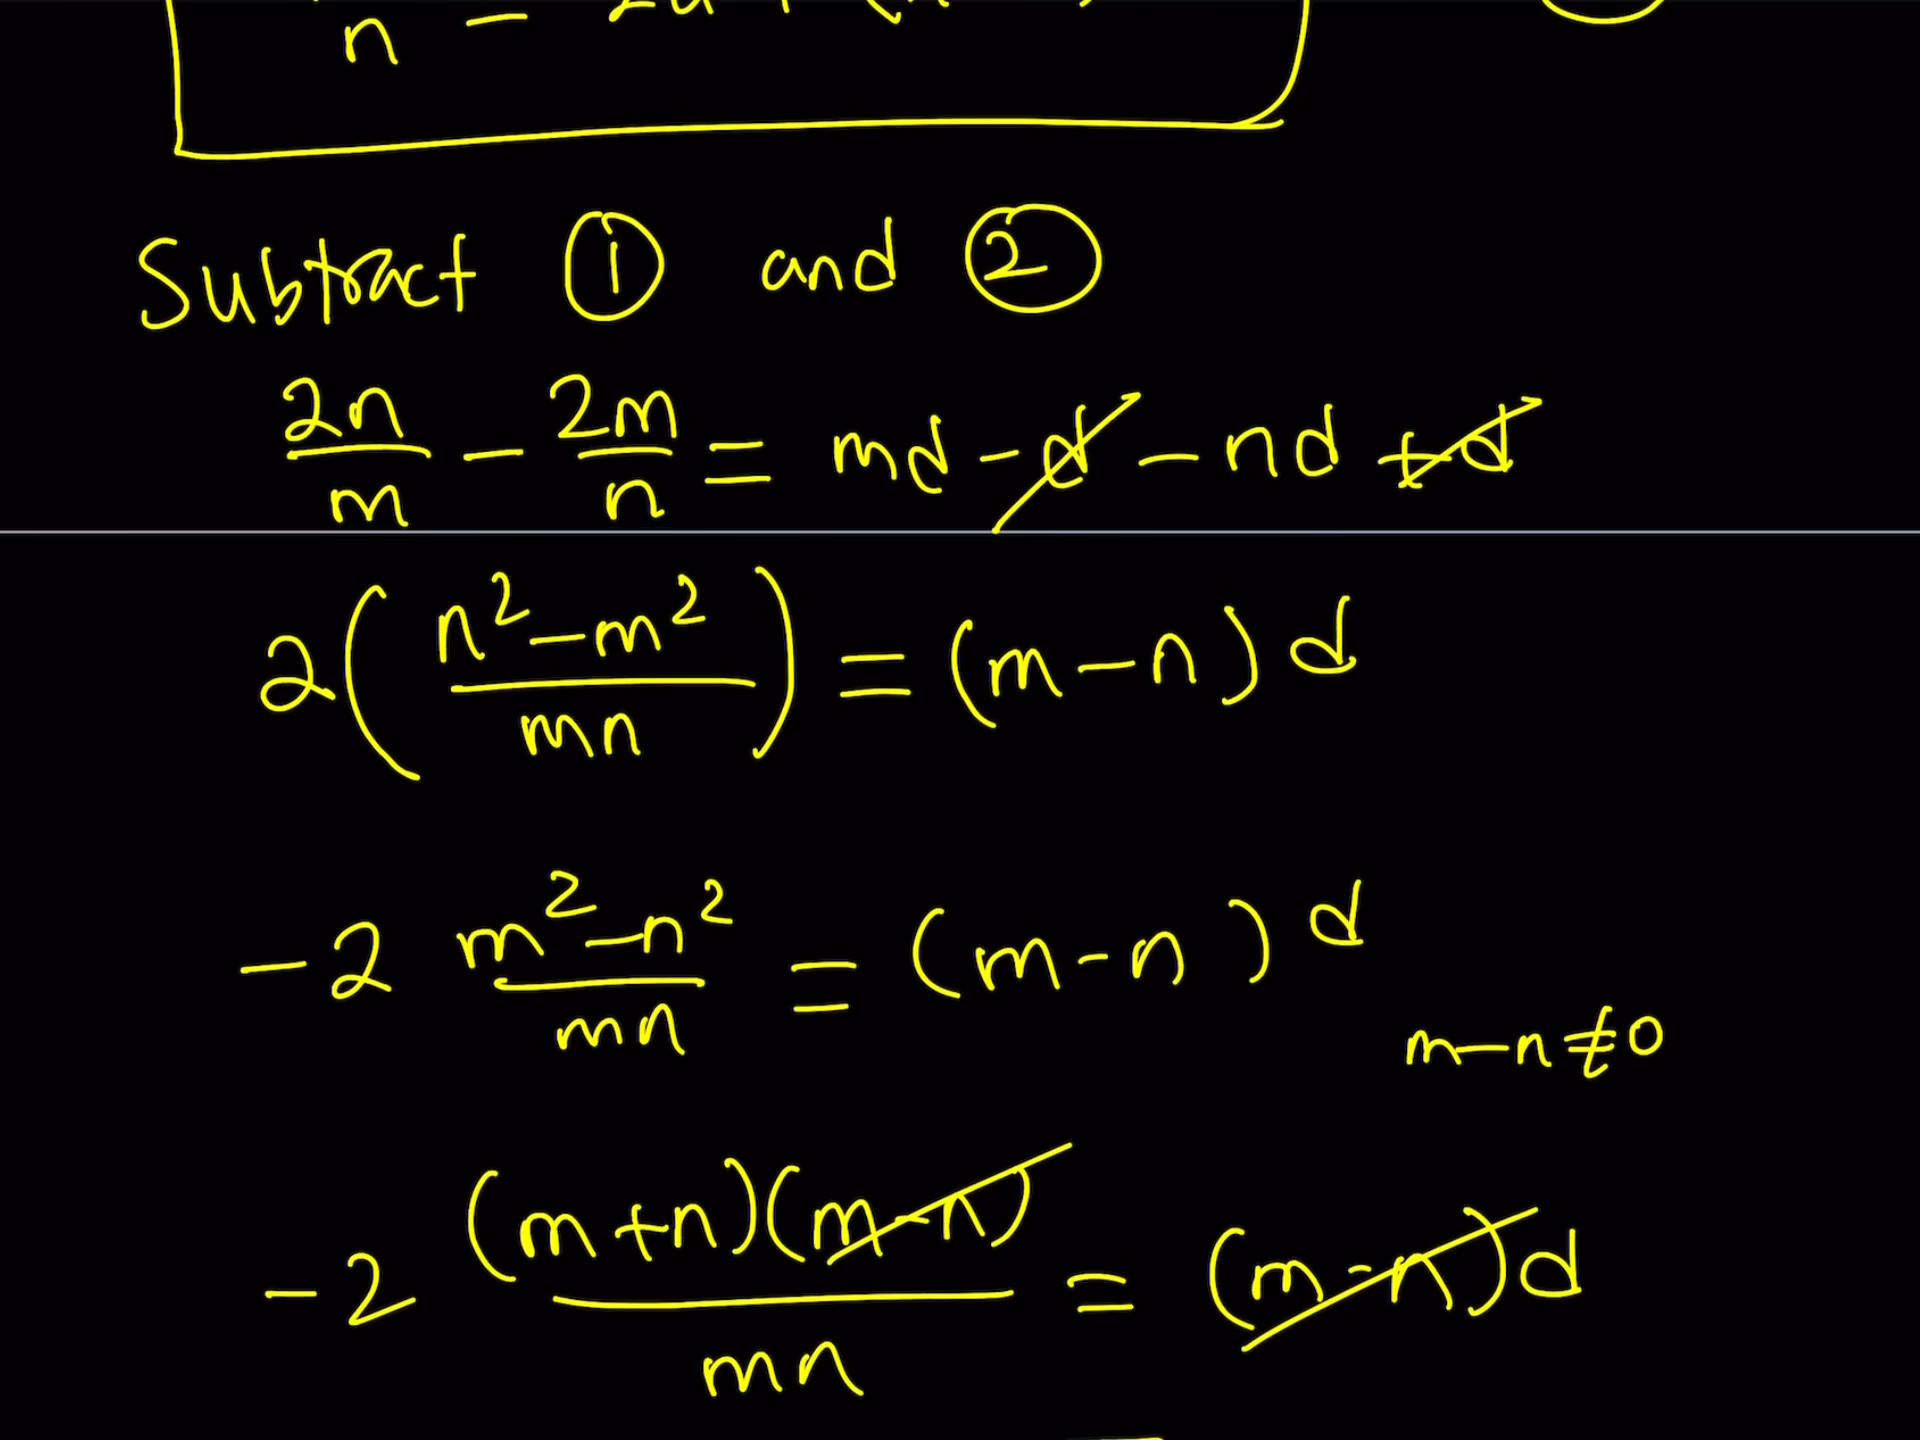 n –
Subtract ① and ②
2n/m – 2m/n = md – d – nd + d
2((n² – m²)/mn) = (m – n)d
–2 (m² – n²)/mn = (m – n)d
m – n ≠ 0
–2 ((m + n)(m – n))/mn = (m – n)d